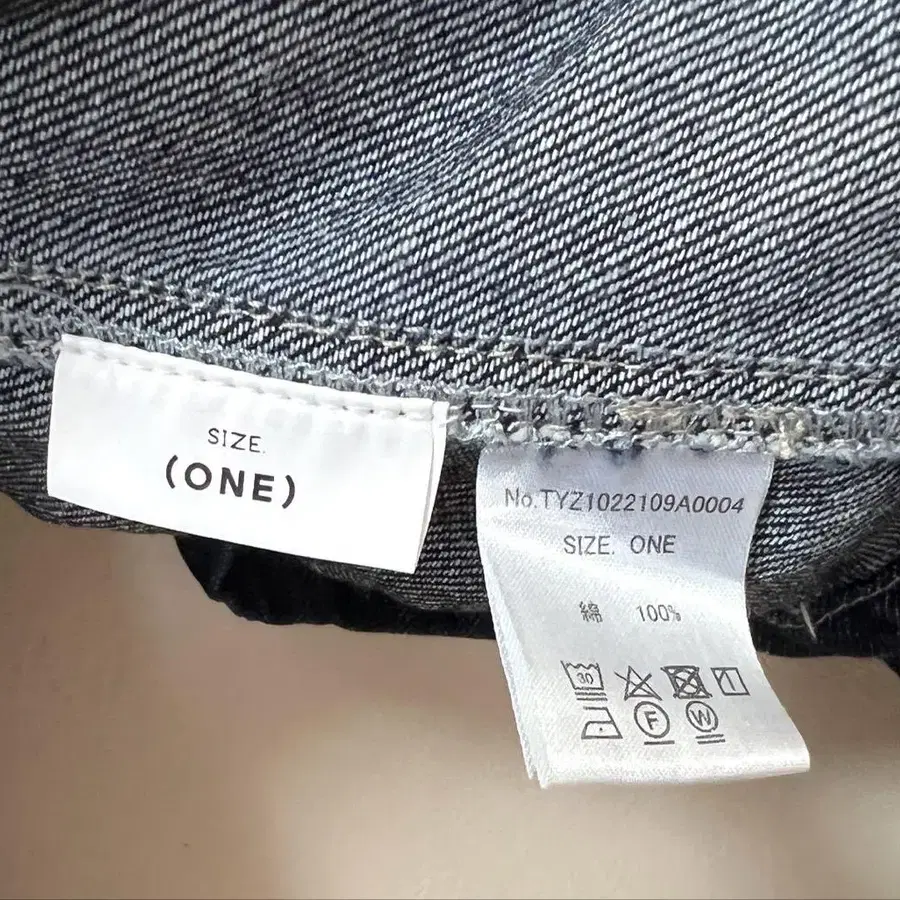 SIZE.
(ONE)
No.TYZ1022109A0004
SIZE. ONE
綿 100%
30
F W